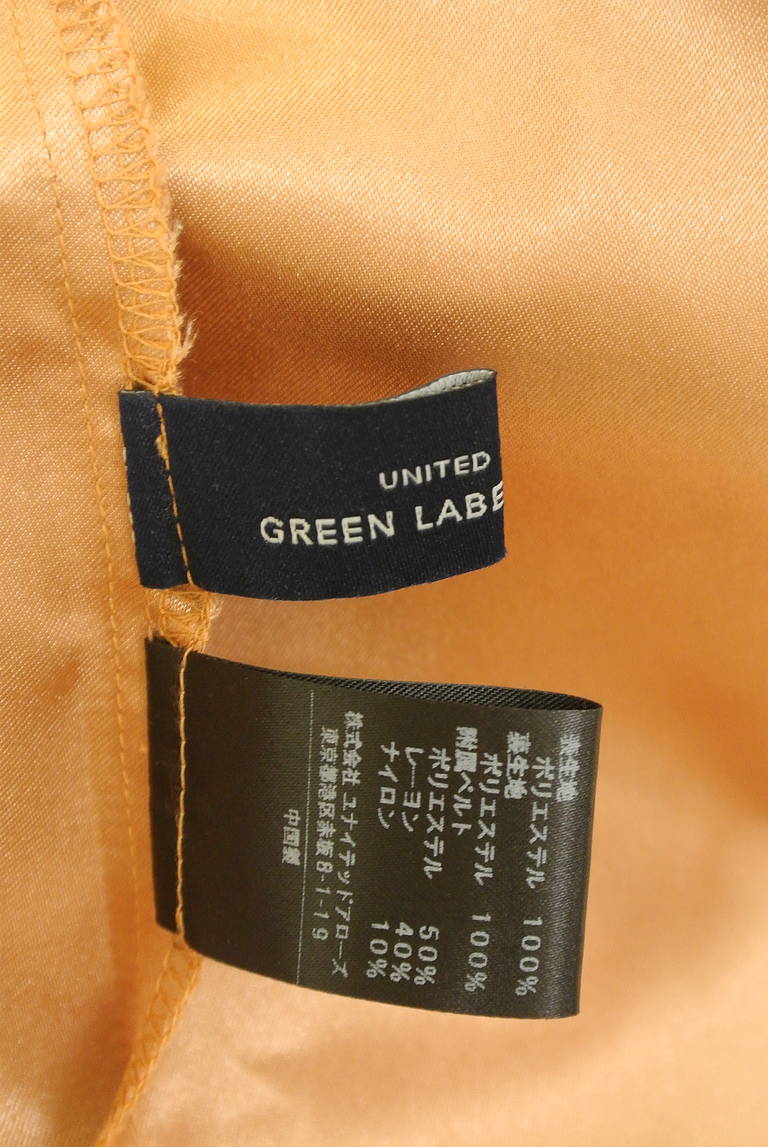 UNITED
GREEN LABE
表生地
ポリエステル 100%
裏生地
ポリエステル 100%
附属ベルト
ポリエステル 50%
レーヨン 40%
ナイロン 10%
株式会社 ユナイテッドアローズ
東京都港区赤坂8-1-19
中国製